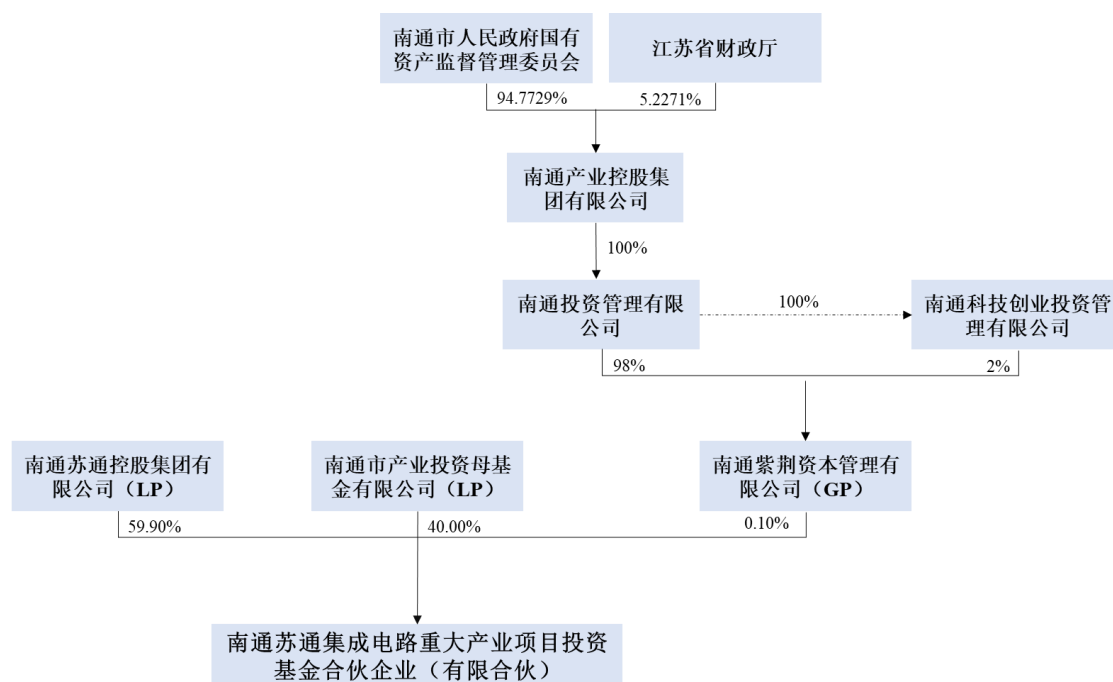 南通市人民政府国有
资产监督管理委员会
江苏省财政厅
94.7729%
5.2271%
南通产业控股集
团有限公司
100%
南通投资管理有限
公司
100%
南通科技创业投资管
理有限公司
98%
2%
南通苏通控股集团有
限公司（LP）
南通市产业投资母基
金有限公司（LP）
南通紫荆资本管理有
限公司（GP）
59.90%
40.00%
0.10%
南通苏通集成电路重大产业项目投资
基金合伙企业（有限合伙）